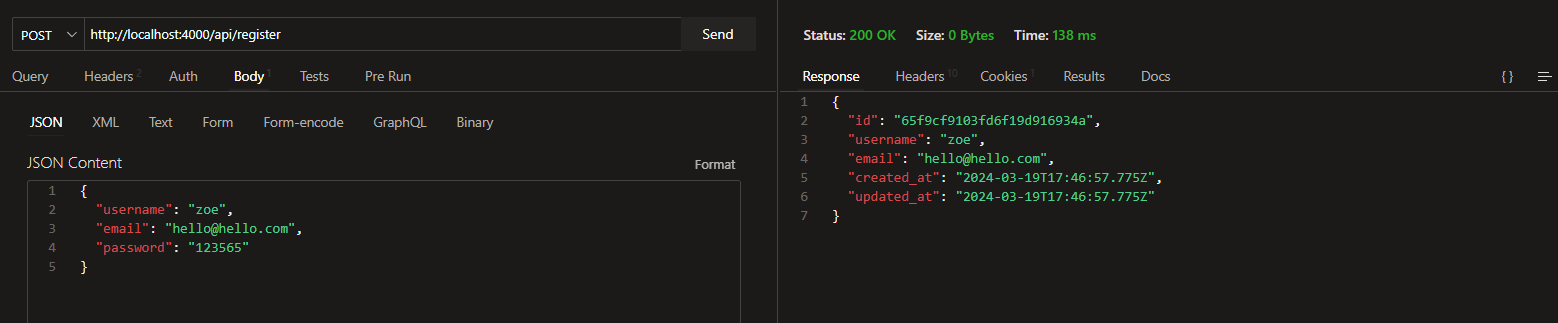 POST http://localhost:4000/api/register Send
Query Headers 2 Auth Body 1 Tests Pre Run
JSON XML Text Form Form-encode GraphQL Binary
JSON Content Format
1 {
2 "username": "zoe",
3 "email": "hello@hello.com",
4 "password": "123565"
5 }
Status: 200 OK Size: 0 Bytes Time: 138 ms
Response Headers 10 Cookies 1 Results Docs {}
1 {
2 "id": "65f9cf9103fd6f19d916934a",
3 "username": "zoe",
4 "email": "hello@hello.com",
5 "created_at": "2024-03-19T17:46:57.775Z",
6 "updated_at": "2024-03-19T17:46:57.775Z"
7 }